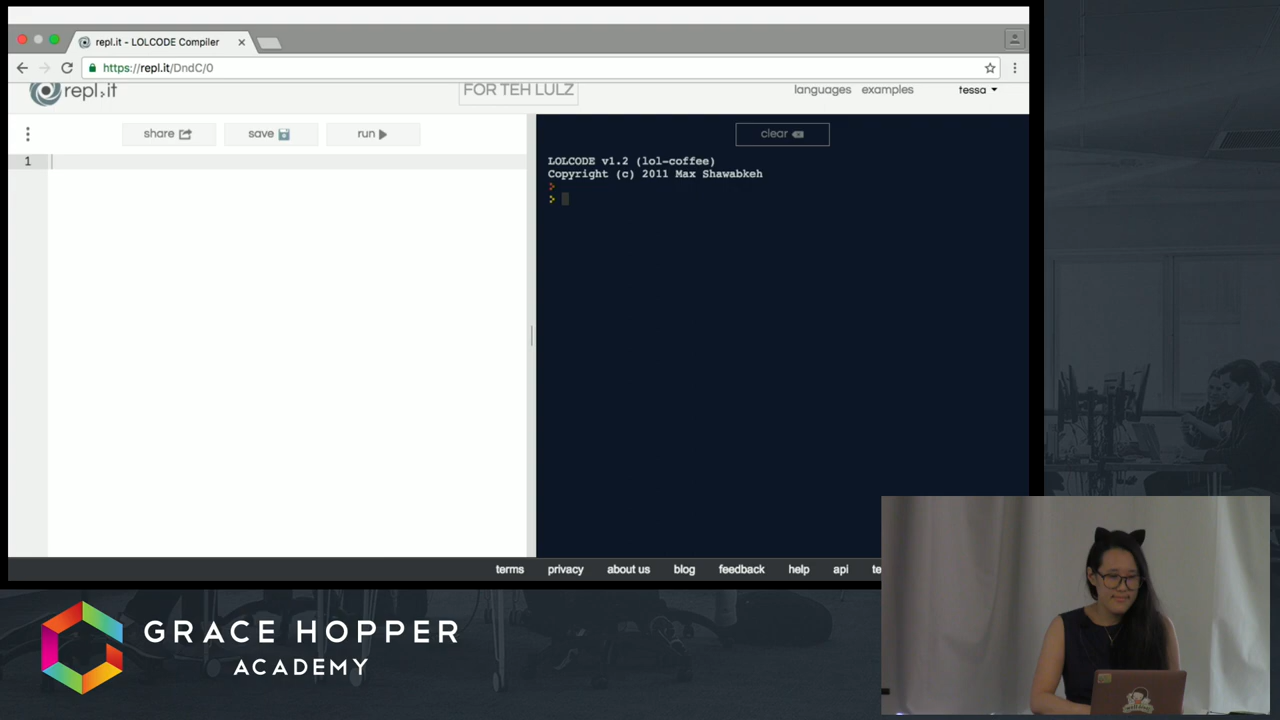 repl.it - LOLCODE Compiler
https://repl.it/DndC/0
repl.it
FOR TEH LULZ
languages
examples
tessa
share
save
run
clear
1
LOLCODE v1.2 (lol-coffee)
Copyright (c) 2011 Max Shawabkeh
>
>
terms
privacy
about us
blog
feedback
help
api
te
GRACE HOPPER
ACADEMY